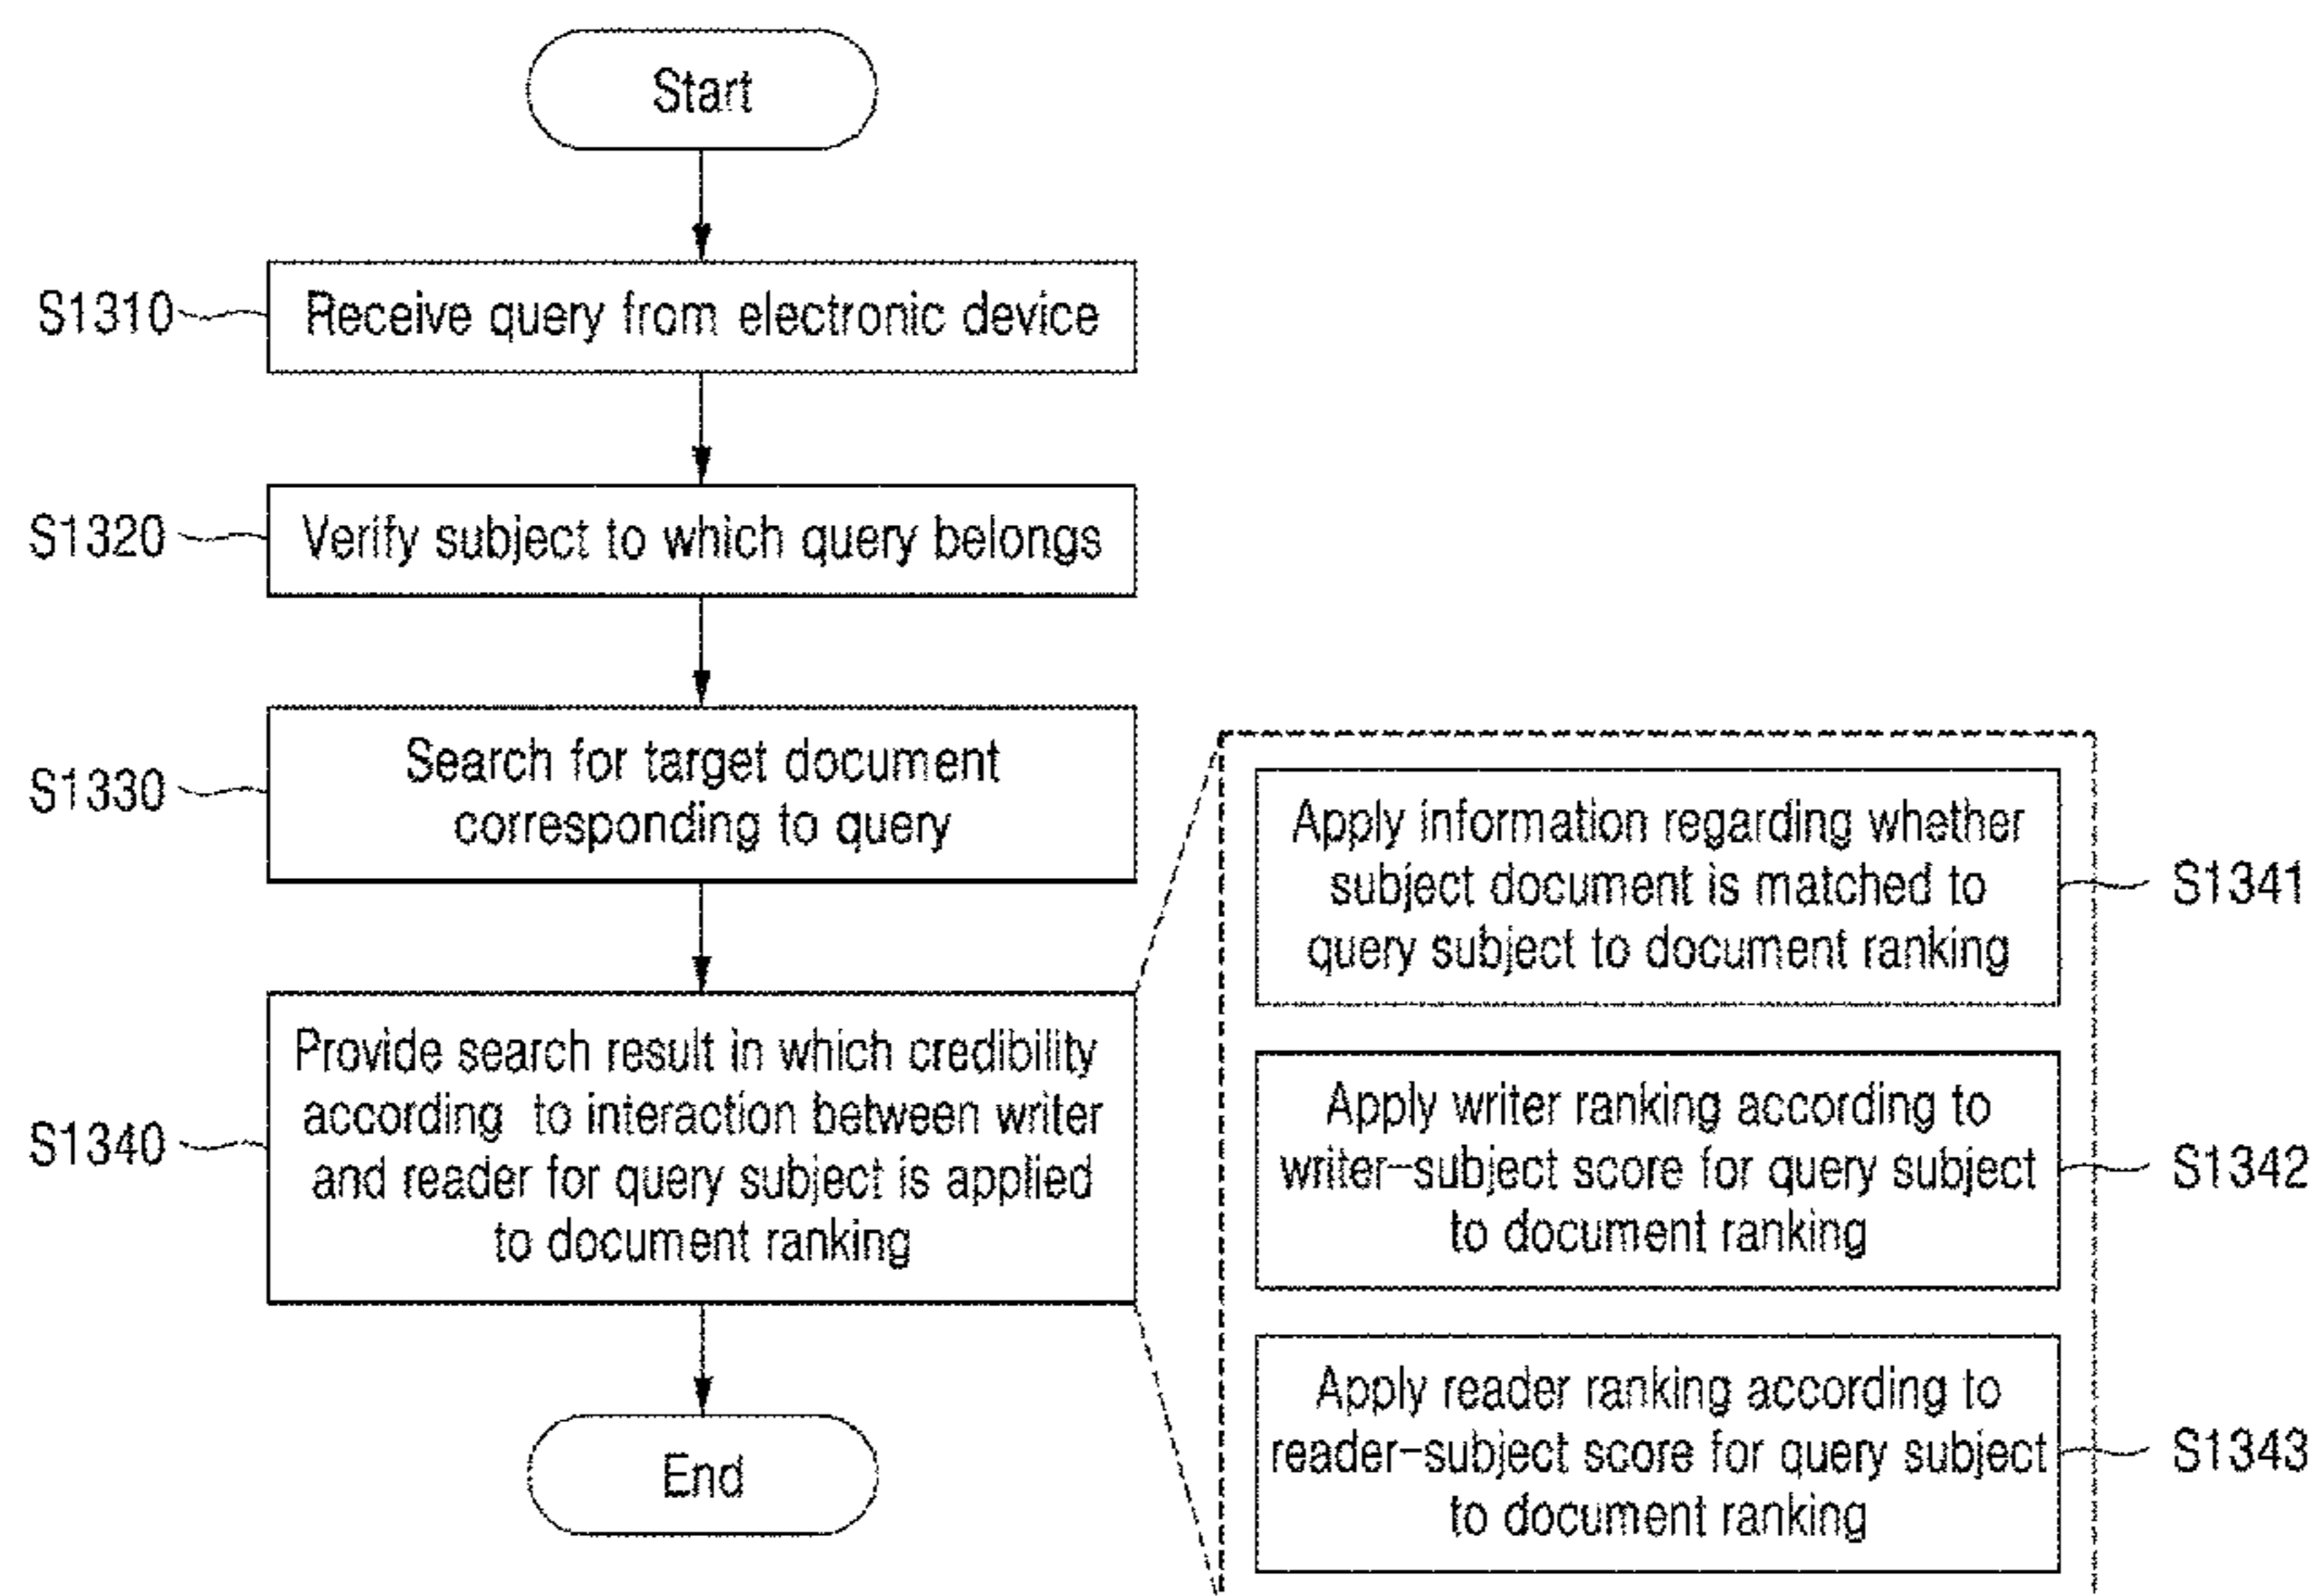 Start
S1310
Receive query from electronic device
S1320
Verify subject to which query belongs
S1330
Search for target document
corresponding to query
S1340
Provide search result in which credibility
according to interaction between writer
and reader for query subject is applied
to document ranking
End
Apply information regarding whether
subject document is matched to
query subject to document ranking
S1341
Apply writer ranking according to
writer-subject score for query subject
to document ranking
S1342
Apply reader ranking according to
reader-subject score for query subject
to document ranking
S1343